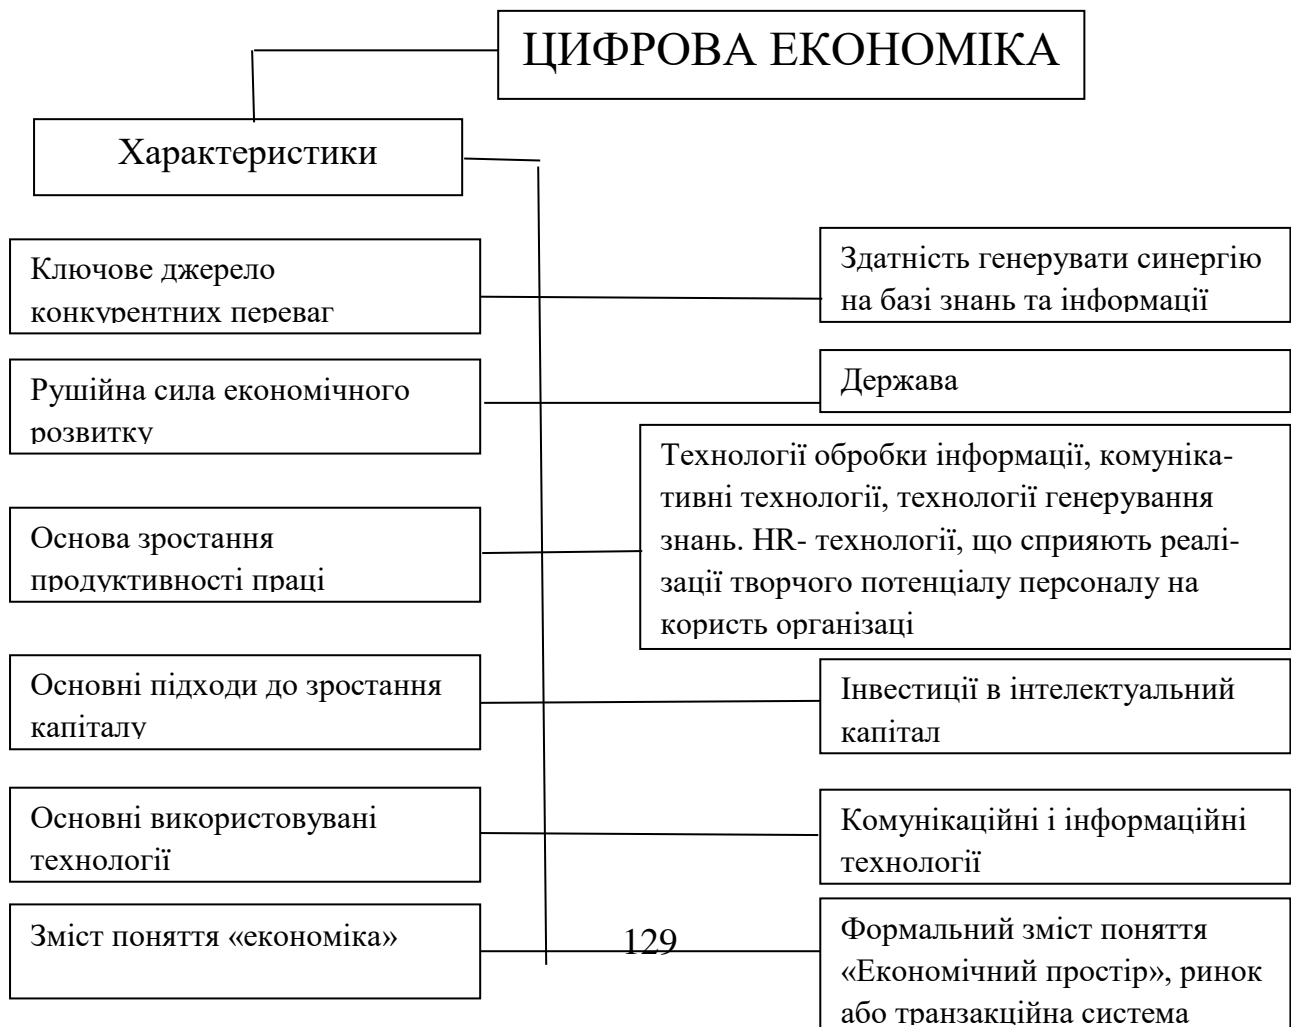 ЦИФРОВА ЕКОНОМІКА
Характеристики
Ключове джерело
конкурентних переваг
Здатність генерувати синергію
на базі знань та інформації
Рушійна сила економічного
розвитку
Держава
Основа зростання
продуктивності праці
Технології обробки інформації, комуніка-
тивні технології, технології генерування
знань. HR- технології, що сприяють реалі-
зації творчого потенціалу персоналу на
користь організаці
Основні підходи до зростання
капіталу
Інвестиції в інтелектуальний
капітал
Основні використовувані
технології
Комунікаційні і інформаційні
технології
Зміст поняття «економіка»
Формальний зміст поняття
«Економічний простір», ринок
або транзакційна система
129